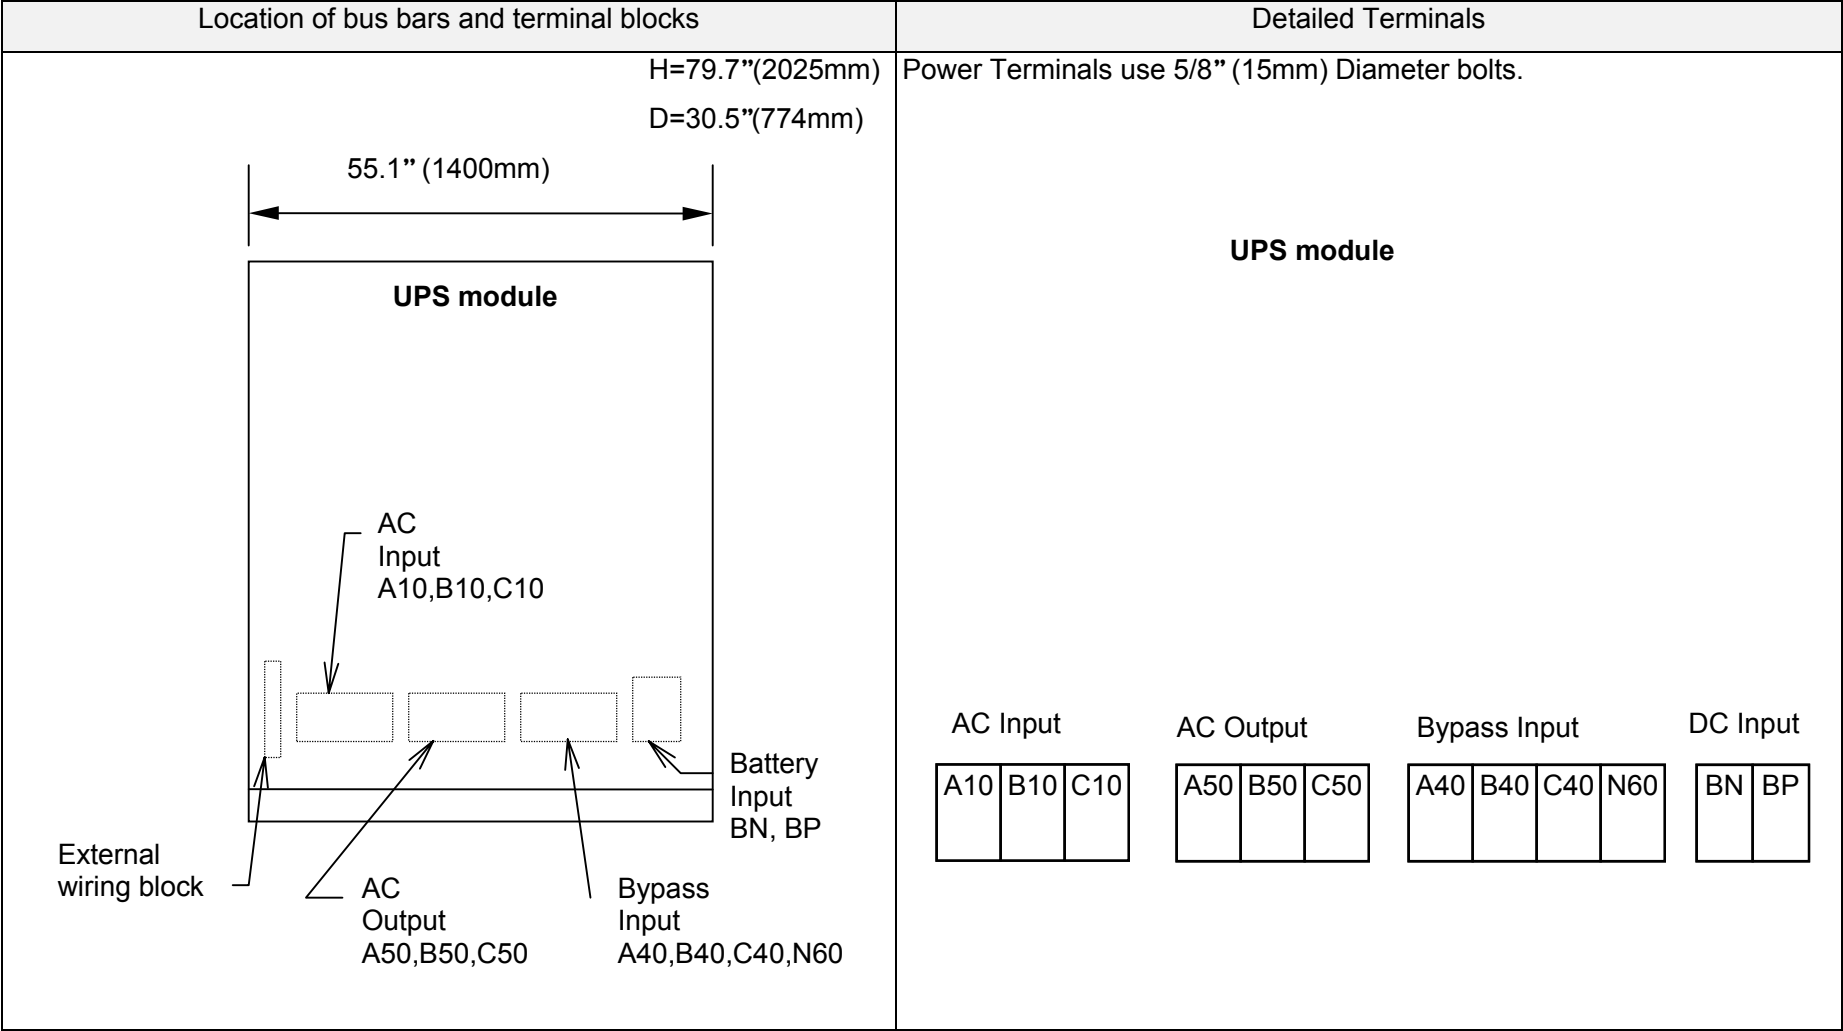 Location of bus bars and terminal blocks
Detailed Terminals
H=79.7”(2025mm)
D=30.5”(774mm)
55.1” (1400mm)
UPS module
AC
Input
A10,B10,C10
Battery
Input
BN, BP
External
wiring block
AC
Output
A50,B50,C50
Bypass
Input
A40,B40,C40,N60
Power Terminals use 5/8” (15mm) Diameter bolts.
UPS module
AC Input
A10 B10 C10
AC Output
A50 B50 C50
Bypass Input
A40 B40 C40 N60
DC Input
BN BP